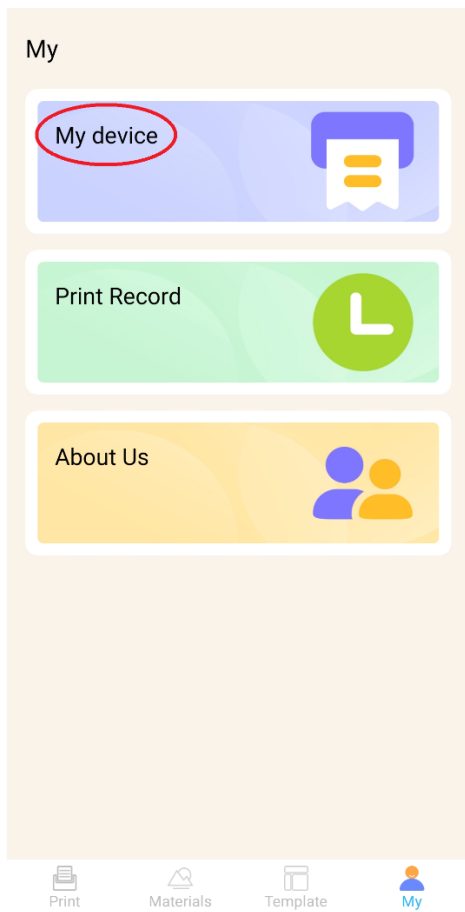 My
My device
Print Record
About Us
Print
Materials
Template
My